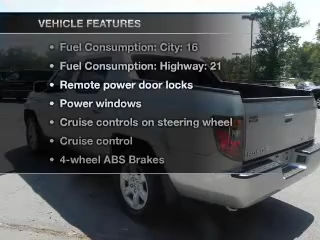 VEHICLE FEATURES
• Fuel Consumption: City: 16
• Fuel Consumption: Highway: 21
• Remote power door locks
• Power windows
• Cruise controls on steering wheel
• Cruise control
• 4-wheel ABS Brakes